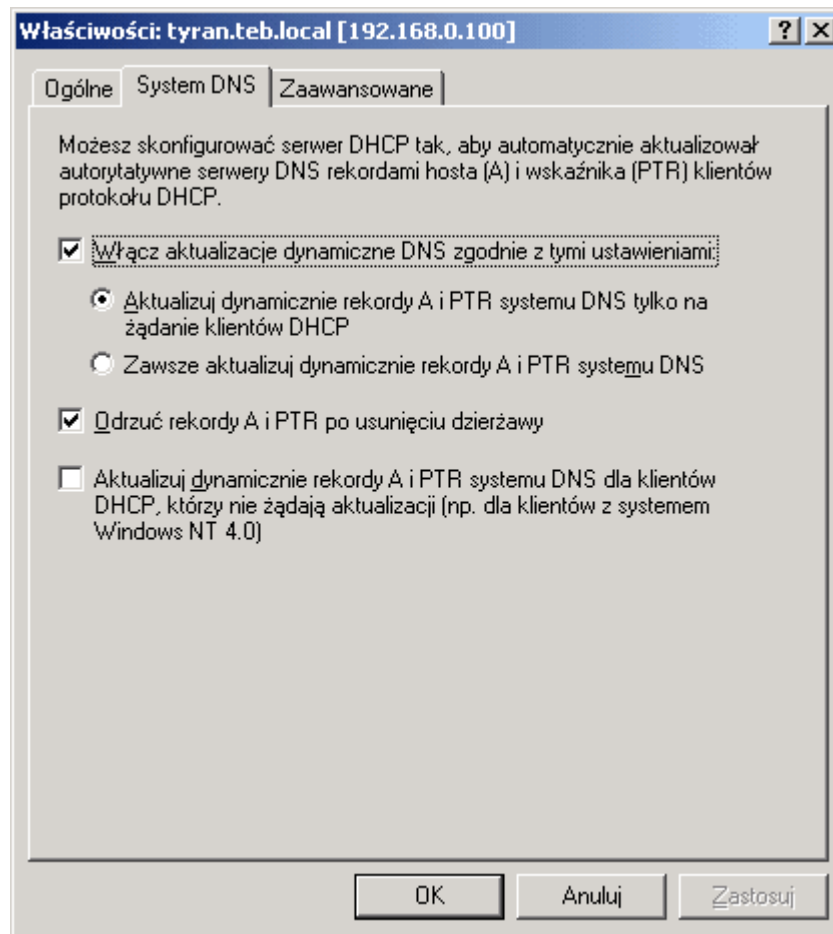 Właściwości: tyran.teb.local [192.168.0.100]
Ogólne System DNS Zaawansowane
Możesz skonfigurować serwer DHCP tak, aby automatycznie aktualizował
autorytatywne serwery DNS rekordami hosta (A) i wskaźnika (PTR) klientów
protokołu DHCP.
Włącz aktualizacje dynamiczne DNS zgodnie z tymi ustawieniami:
Aktualizuj dynamicznie rekordy A i PTR systemu DNS tylko na
żądanie klientów DHCP
Zawsze aktualizuj dynamicznie rekordy A i PTR systemu DNS
Odrzuć rekordy A i PTR po usunięciu dzierżawy
Aktualizuj dynamicznie rekordy A i PTR systemu DNS dla klientów
DHCP, którzy nie żądają aktualizacji (np. dla klientów z systemem
Windows NT 4.0)
OK Anuluj Zastosuj